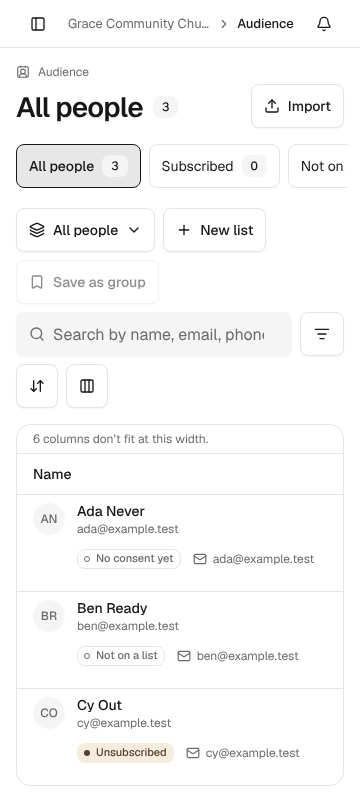 Grace Community Chu... > Audience
Audience
All people 3
Import
All people 3
Subscribed 0
Not on
All people
New list
Save as group
Search by name, email, phone
6 columns don't fit at this width.
Name
AN
Ada Never
ada@example.test
No consent yet
ada@example.test
BR
Ben Ready
ben@example.test
Not on a list
ben@example.test
CO
Cy Out
cy@example.test
Unsubscribed
cy@example.test